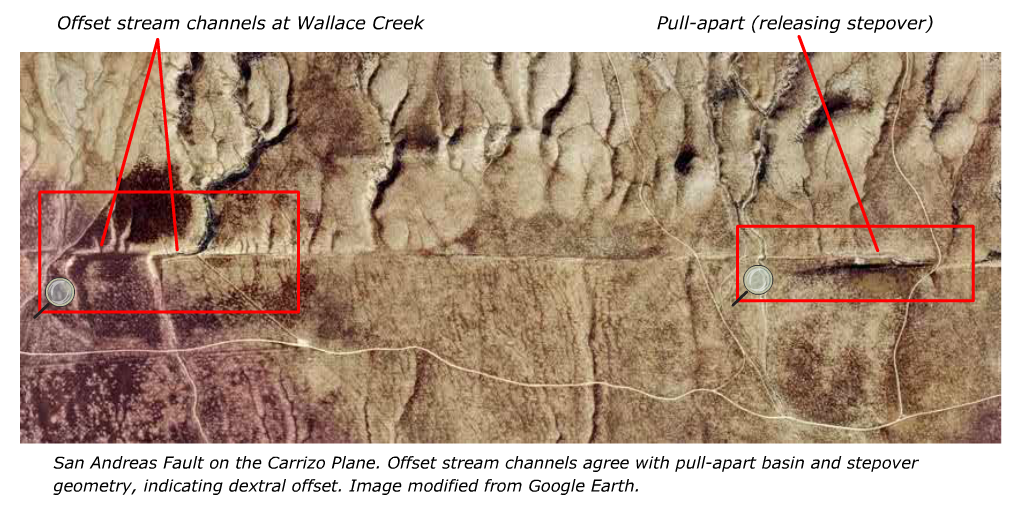 Offset stream channels at Wallace Creek
Pull-apart (releasing stepover)
San Andreas Fault on the Carrizo Plane. Offset stream channels agree with pull-apart basin and stepover
geometry, indicating dextral offset. Image modified from Google Earth.